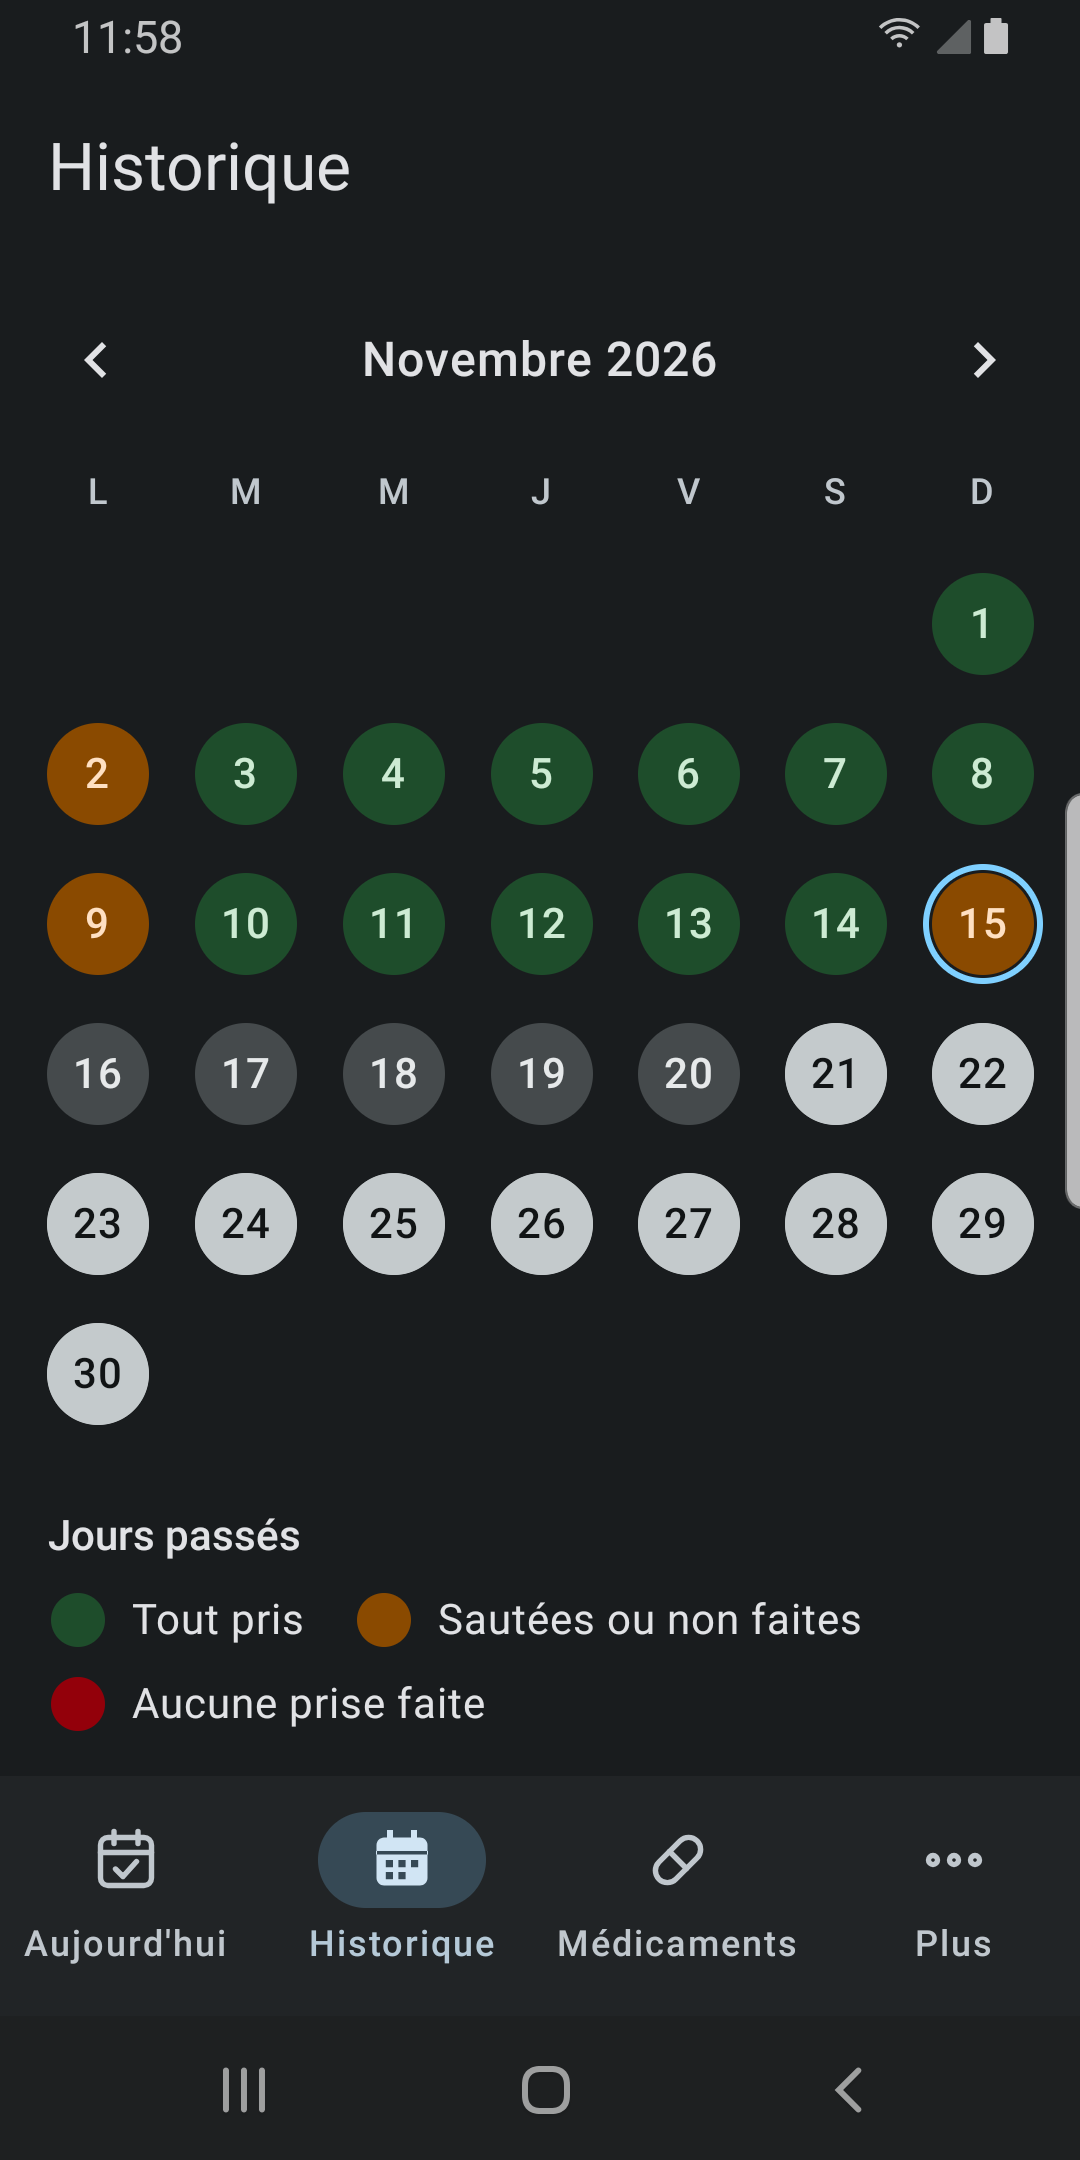 11:58
Historique
Novembre 2026
L M M J V S D
1
2 3 4 5 6 7 8
9 10 11 12 13 14 15
16 17 18 19 20 21 22
23 24 25 26 27 28 29
30
Jours passés
Tout pris Sautées ou non faites
Aucune prise faite
Aujourd'hui Historique Médicaments Plus